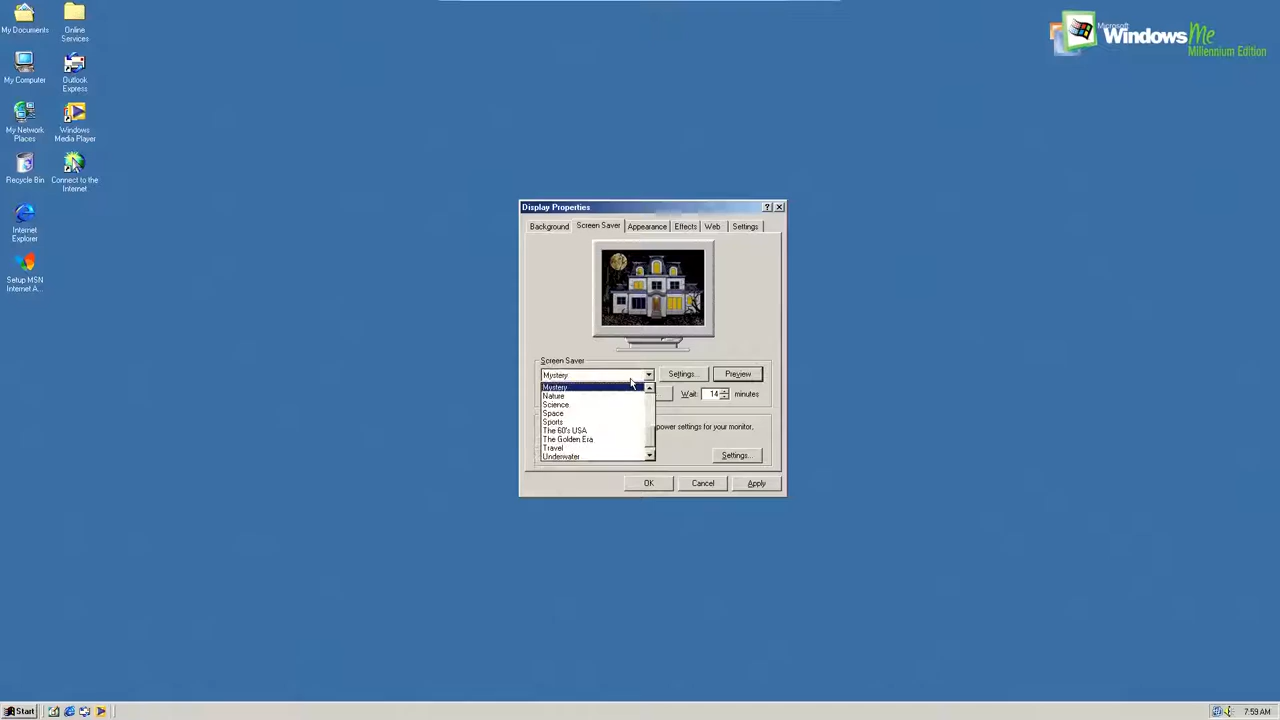 My Documents
Online
Services
My Computer
Outlook
Express
My Network
Places
Windows
Media Player
Recycle Bin
Connect to the
Internet
Internet
Explorer
Setup MSN
Internet A...
Microsoft
Windows Me
Millennium Edition
Display Properties
Background
Screen Saver
Appearance
Effects
Web
Settings
Screen Saver
Mystery
Settings...
Preview
Mystery
Nature
Science
Space
Sports
The 60's USA
The Golden Era
Travel
Underwater
Wait: 14 minutes
power settings for your monitor,
Settings...
OK
Cancel
Apply
Start
7:59 AM